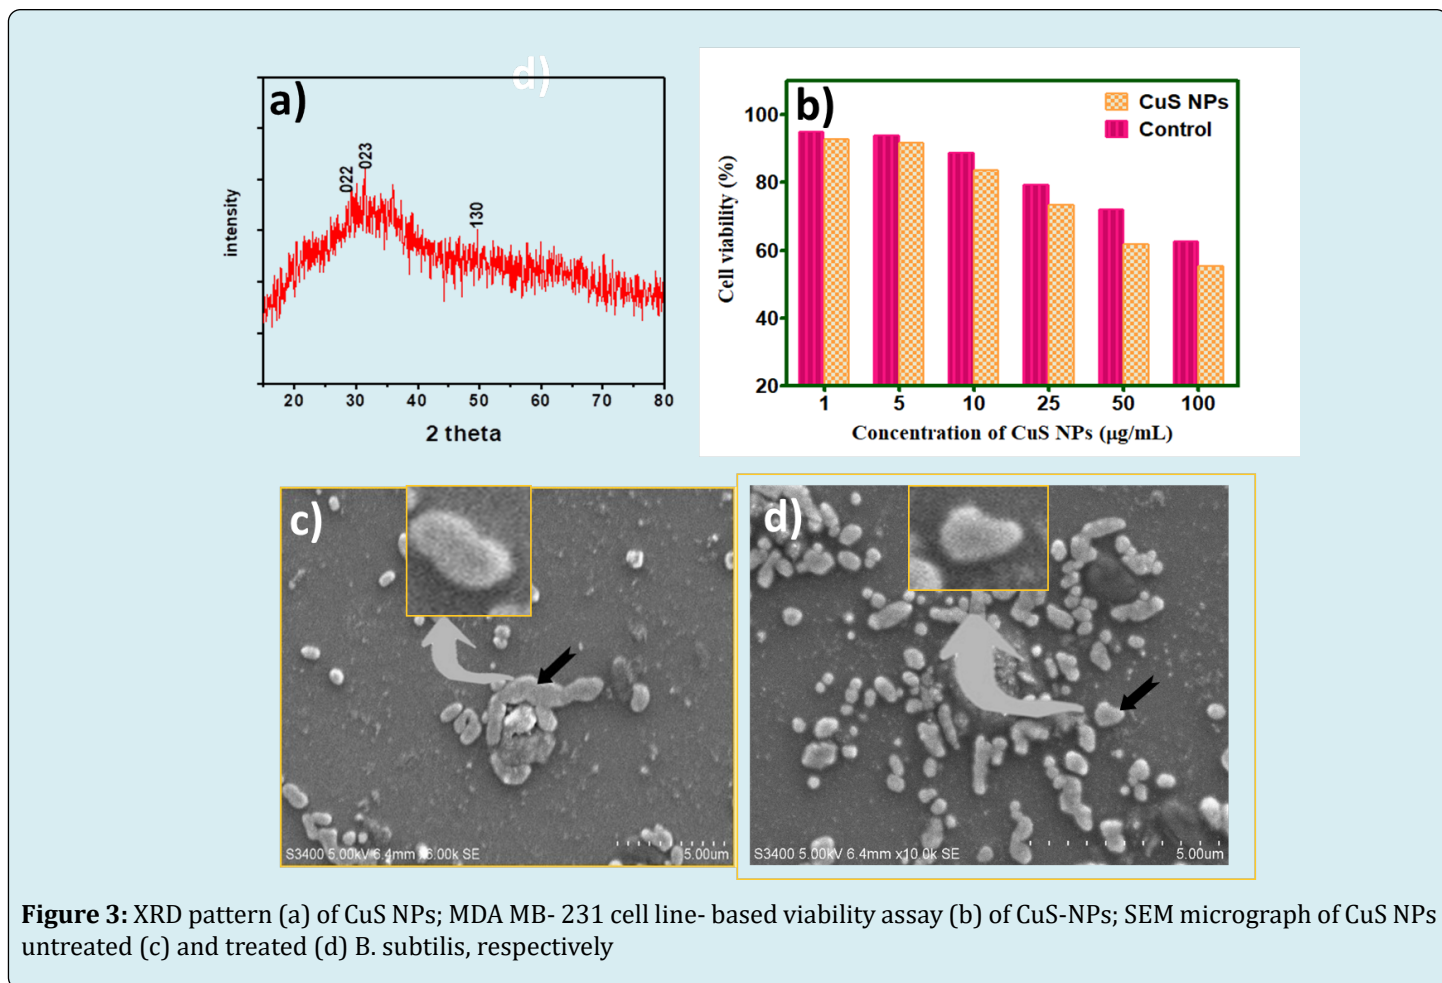 d)
a)
022
023
130
intensity
20 30 40 50 60 70 80
2 theta
b)
CuS NPs
Control
100
80
60
40
20
Cell viability (%)
1 5 10 25 50 100
Concentration of CuS NPs (µg/mL)
c)
S3400 5.00kV 6.4mm x6.00k SE
5.00um
d)
S3400 5.00kV 6.4mm x10.0k SE
5.00um
Figure 3: XRD pattern (a) of CuS NPs; MDA MB- 231 cell line- based viability assay (b) of CuS-NPs; SEM micrograph of CuS NPs
untreated (c) and treated (d) B. subtilis, respectively